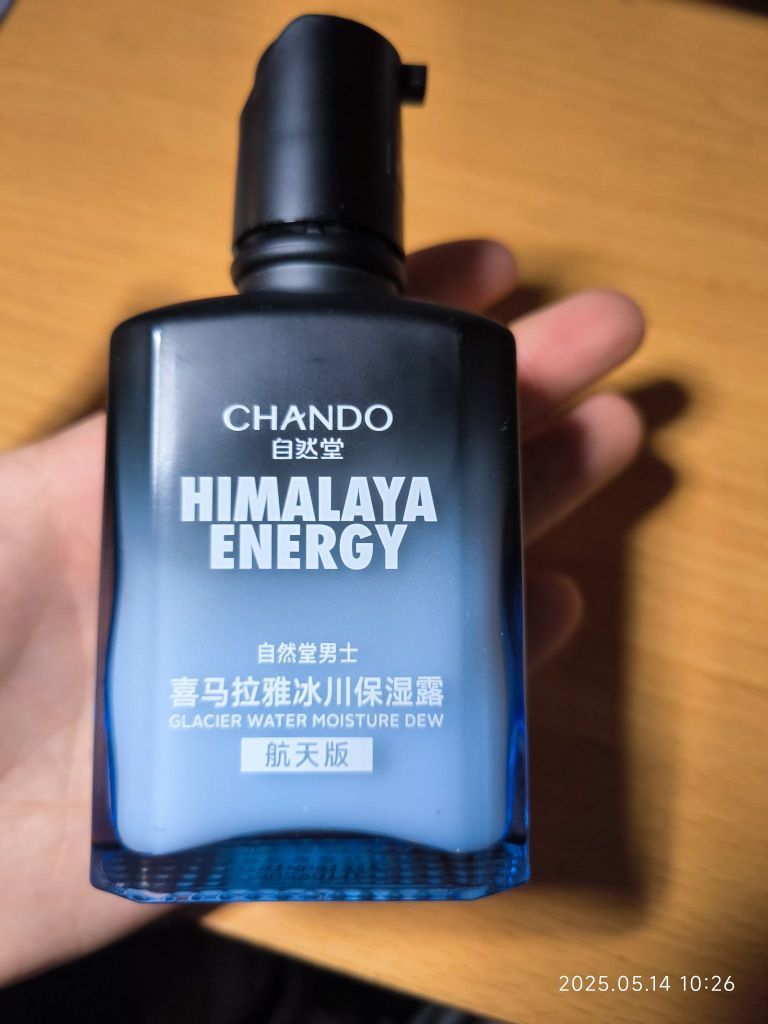 CHANDO
自然堂
HIMALAYA
ENERGY
自然堂男士
喜马拉雅冰川保湿露
GLACIER WATER MOISTURE DEW
航天版
2025.05.14 10:26